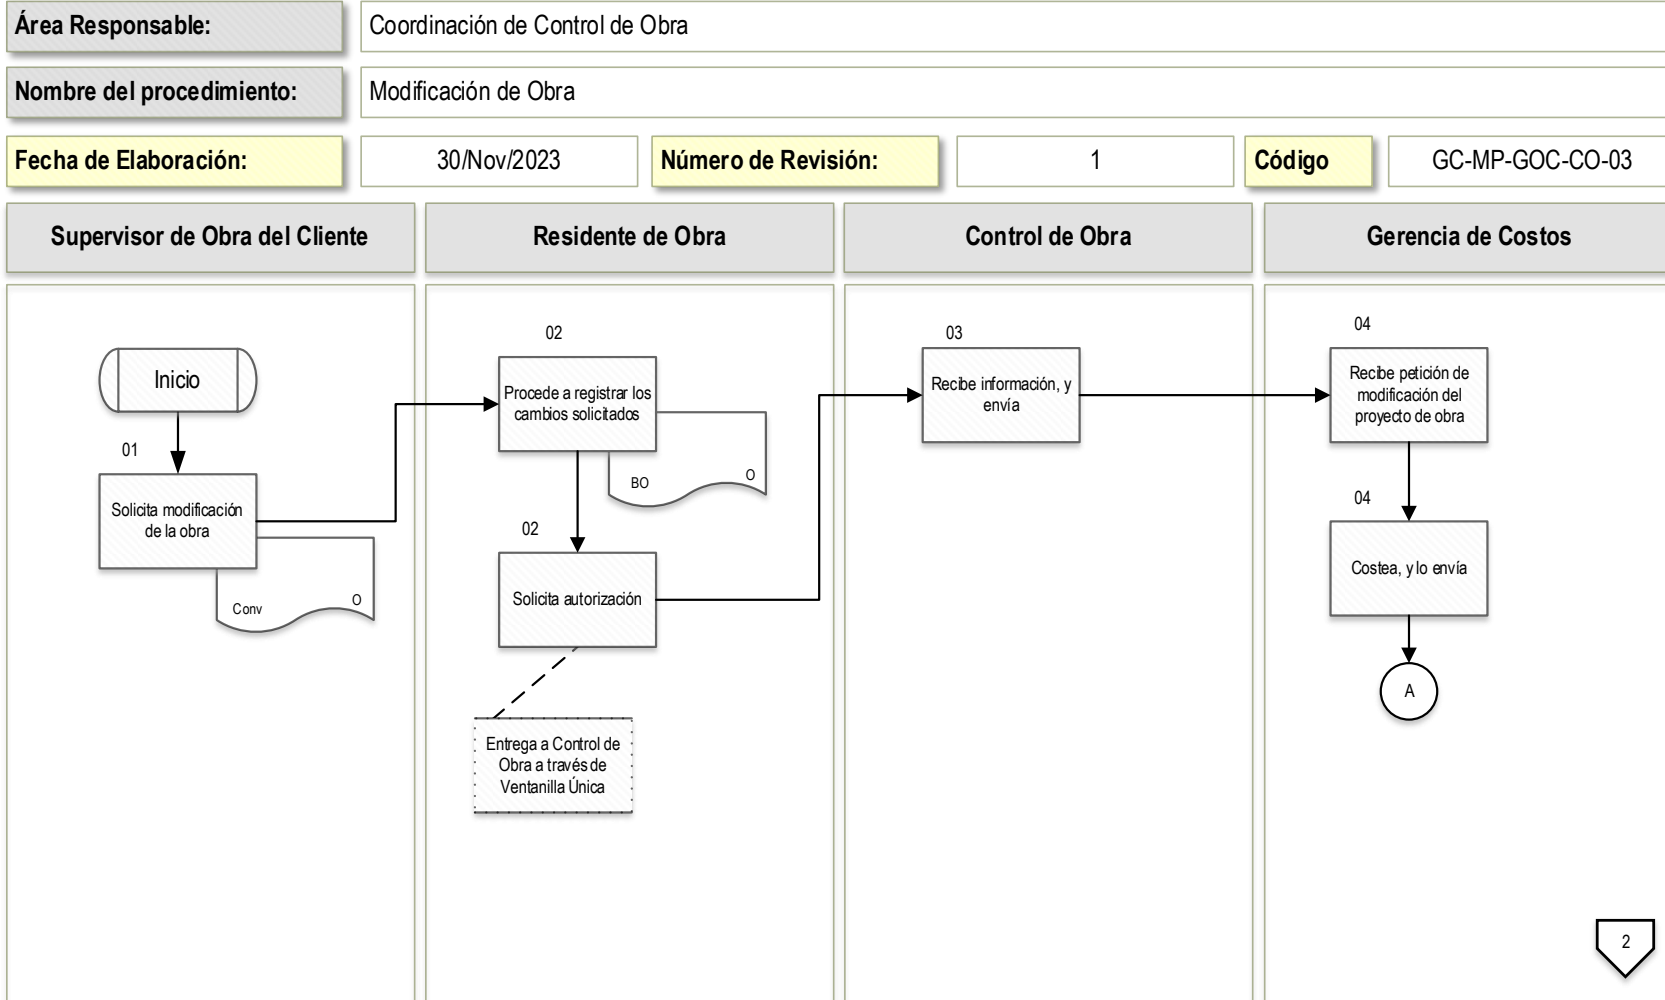 Área Responsable:
Coordinación de Control de Obra
Nombre del procedimiento:
Modificación de Obra
Fecha de Elaboración:
30/Nov/2023
Número de Revisión:
1
Código
GC-MP-GOC-CO-03
Supervisor de Obra del Cliente
Residente de Obra
Control de Obra
Gerencia de Costos
Inicio
01
Solicita modificación
de la obra
Conv
O
02
Procede a registrar los
cambios solicitados
BO
O
02
Solicita autorización
Entrega a Control de
Obra a través de
Ventanilla Única
03
Recibe información, y
envía
04
Recibe petición de
modificación del
proyecto de obra
04
Costea, y lo envía
A
2